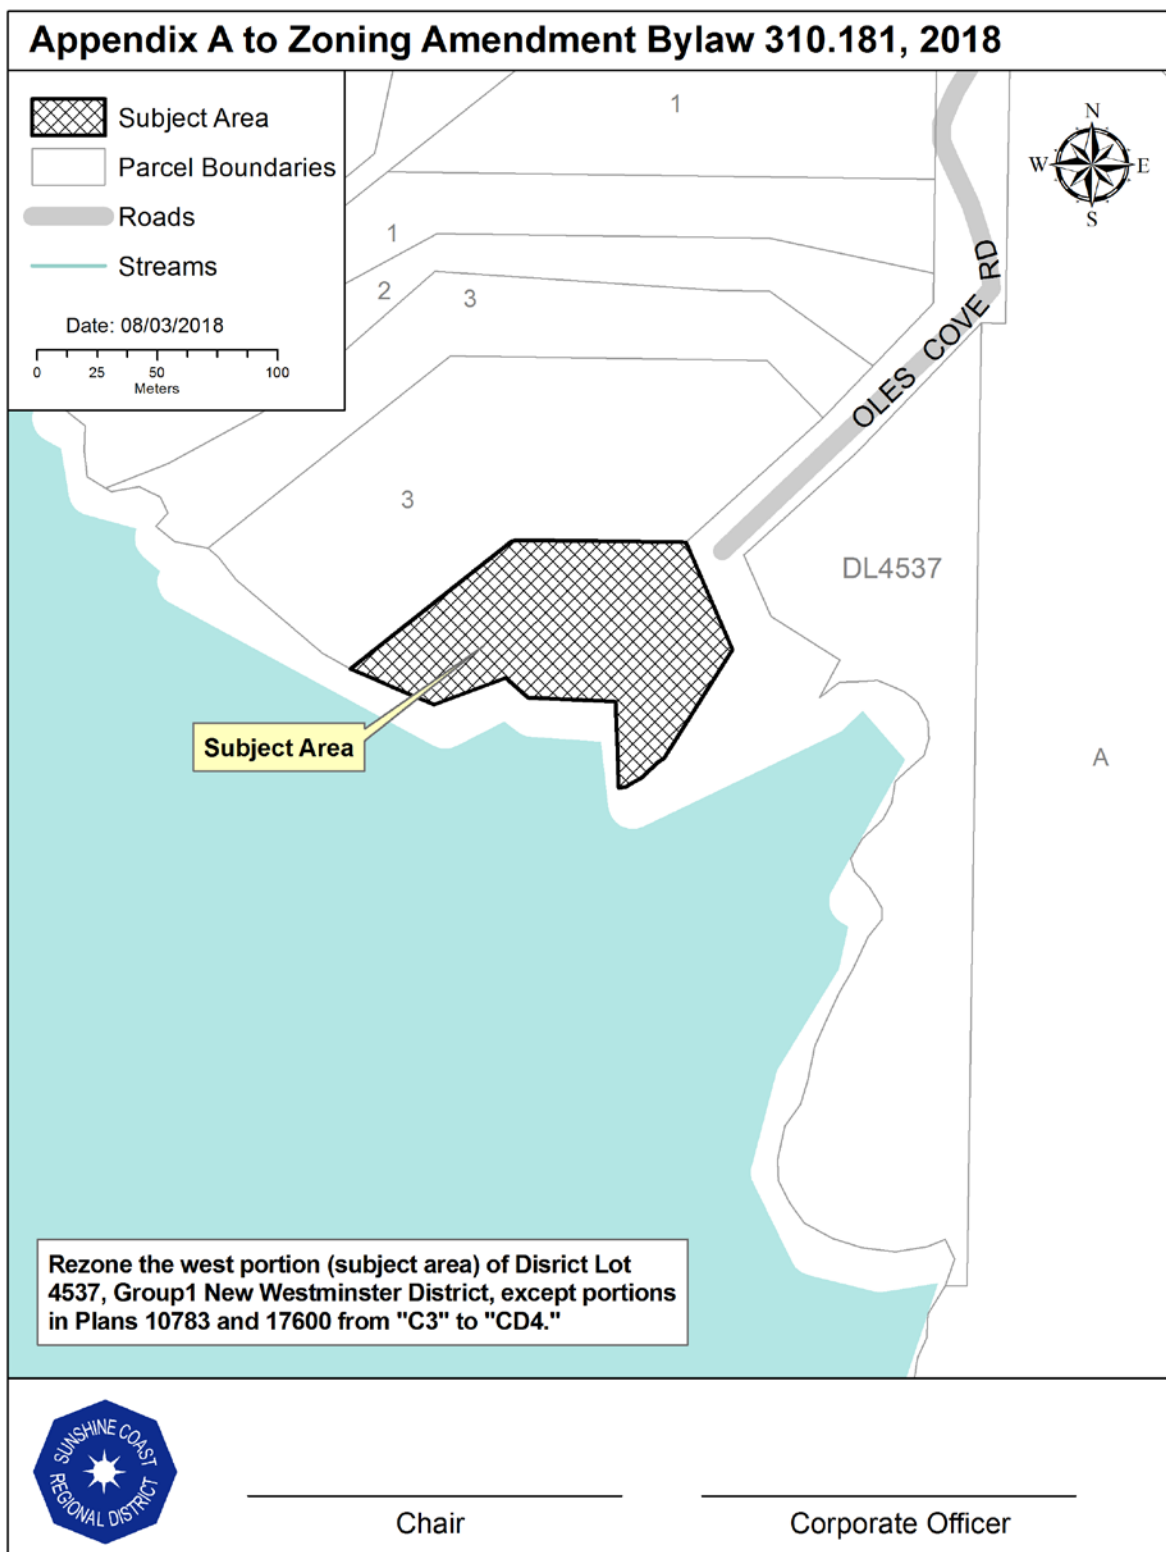 Appendix A to Zoning Amendment Bylaw 310.181, 2018
Subject Area
Parcel Boundaries
Roads
Streams
Date: 08/03/2018
0 25 50 100
Meters
N
W E
S
1
1
2
3
3
OLES COVE RD
DL4537
A
Subject Area
Rezone the west portion (subject area) of Disrict Lot
4537, Group1 New Westminster District, except portions
in Plans 10783 and 17600 from "C3" to "CD4."
SUNSHINE COAST
REGIONAL DISTRICT
Chair
Corporate Officer